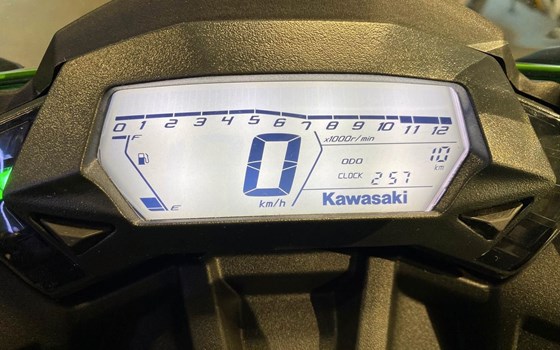 0 1 2 3 4 5 6 7 8 9 10 11 12
x1000r/min
F
0
km/h
E
ODO 10
km
CLOCK 2:57
Kawasaki